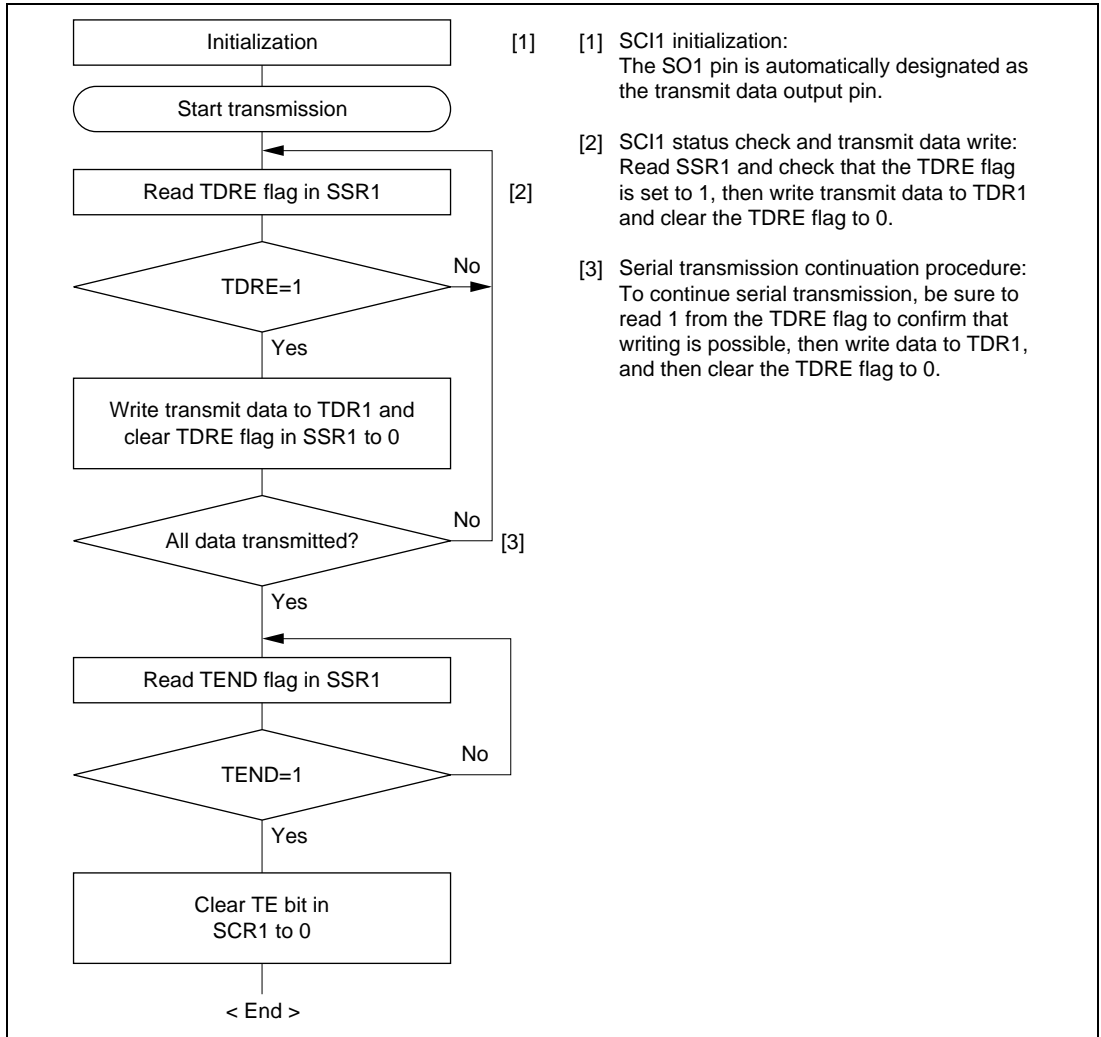 Initialization
[1]
Start transmission
Read TDRE flag in SSR1
[2]
TDRE=1
No
Yes
Write transmit data to TDR1 and
clear TDRE flag in SSR1 to 0
All data transmitted?
No
[3]
Yes
Read TEND flag in SSR1
TEND=1
No
Yes
Clear TE bit in
SCR1 to 0
< End >
[1] SCI1 initialization:
The SO1 pin is automatically designated as
the transmit data output pin.
[2] SCI1 status check and transmit data write:
Read SSR1 and check that the TDRE flag
is set to 1, then write transmit data to TDR1
and clear the TDRE flag to 0.
[3] Serial transmission continuation procedure:
To continue serial transmission, be sure to
read 1 from the TDRE flag to confirm that
writing is possible, then write data to TDR1,
and then clear the TDRE flag to 0.